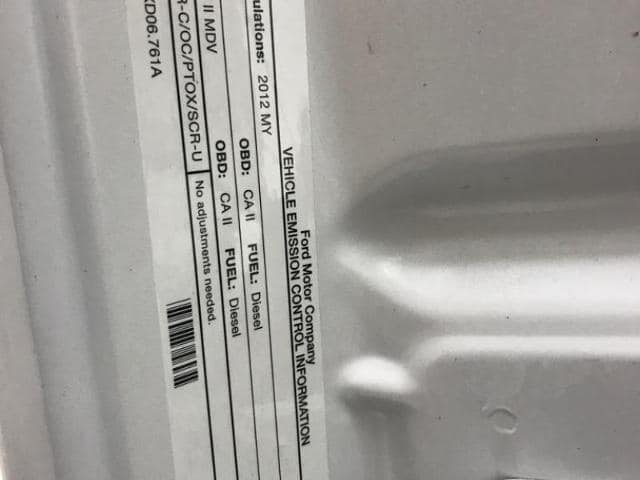 Ford Motor Company
VEHICLE EMISSION CONTROL INFORMATION
ulations: 2012 MY OBD: CA II FUEL: Diesel
II MDV OBD: CA II FUEL: Diesel
R-C/OC/PTOX/SCR-U No adjustments needed.
KD06.761A